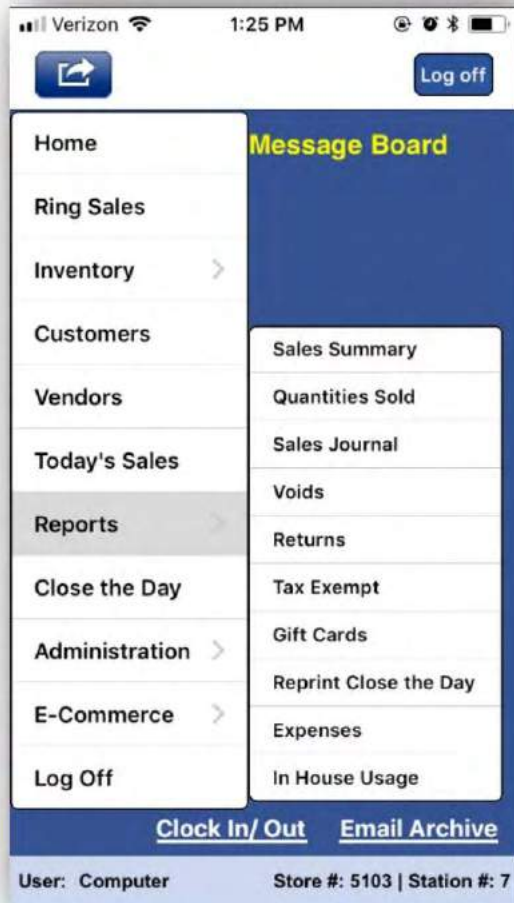 Verizon 1:25 PM
Log off
Message Board
Home
Ring Sales
Inventory
Customers
Vendors
Today's Sales
Reports
Close the Day
Administration
E-Commerce
Log Off
Sales Summary
Quantities Sold
Sales Journal
Voids
Returns
Tax Exempt
Gift Cards
Reprint Close the Day
Expenses
In House Usage
Clock In/ Out Email Archive
User: Computer Store #: 5103 | Station #: 7